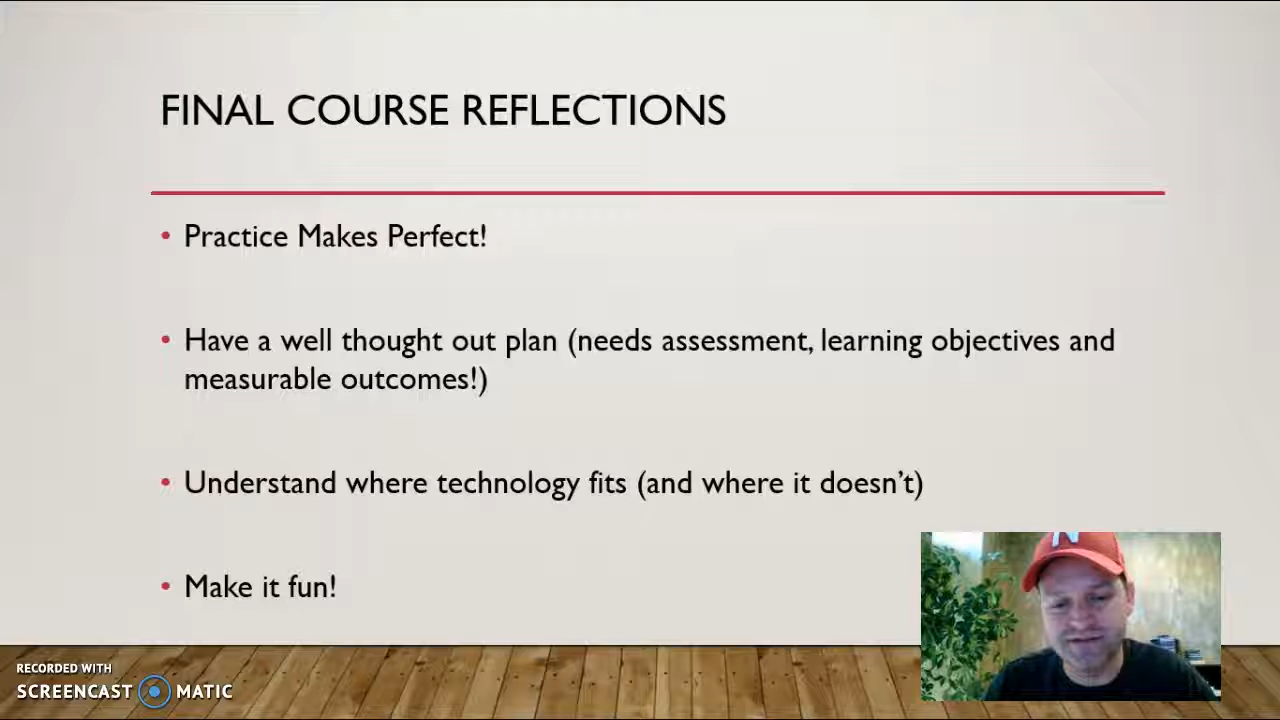 FINAL COURSE REFLECTIONS
• Practice Makes Perfect!
• Have a well thought out plan (needs assessment, learning objectives and
measurable outcomes!)
• Understand where technology fits (and where it doesn’t)
• Make it fun!
N
RECORDED WITH
SCREENCAST MATIC